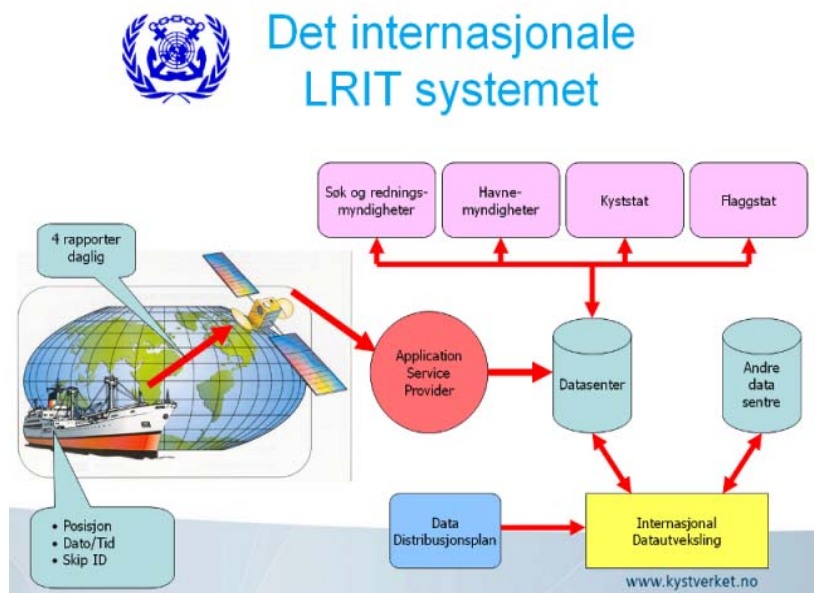 Det internasjonale
LRIT systemet
Søk og rednings-
myndigheter
Havne-
myndigheter
Kyststat
Flaggstat
4 rapporter
daglig
Application
Service
Provider
Datasenter
Andre
data
sentre
• Posisjon
• Dato/Tid
• Skip ID
Data
Distribusjonsplan
Internasjonal
Datautveksling
www.kystverket.no